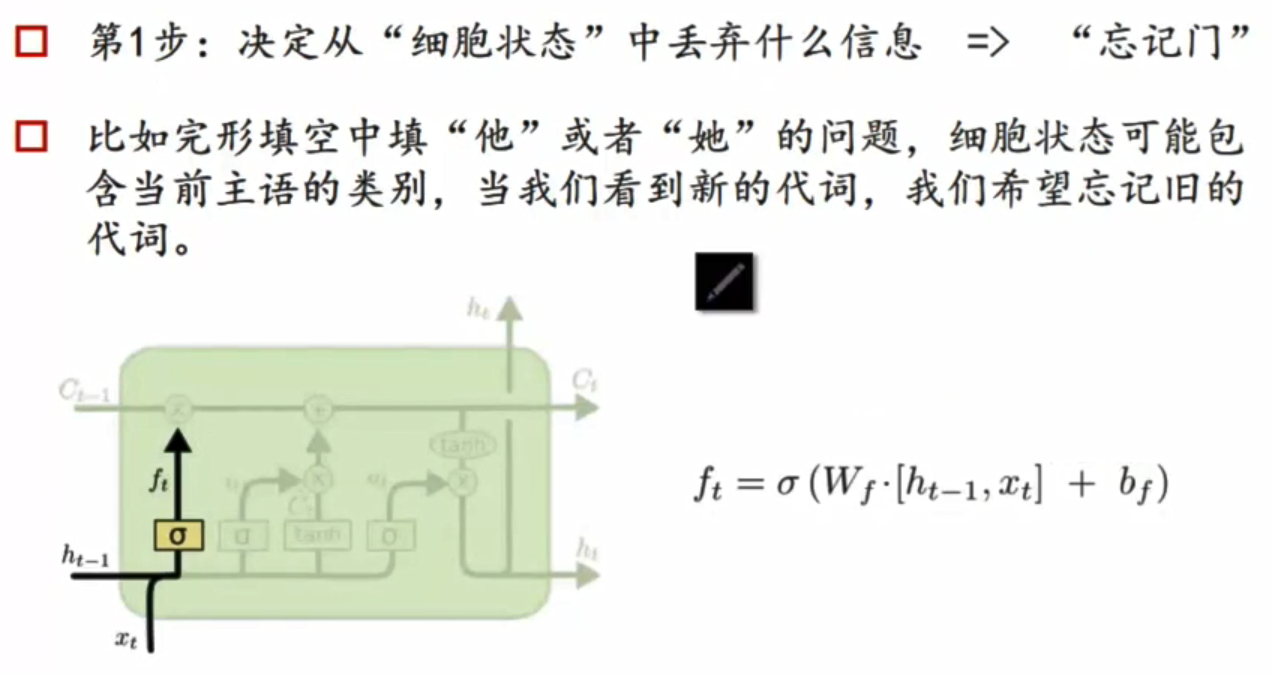 第1步：决定从“细胞状态”中丢弃什么信息 => “忘记门”
比如完形填空中填“他”或者“她”的问题，细胞状态可能包
含当前主语的类别，当我们看到新的代词，我们希望忘记旧的
代词。
h_t
C_{t-1}
C_t
tanh
f_t
f_t = σ(W_f·[h_{t-1}, x_t] + b_f)
σ
σ
tanh
σ
h_{t-1}
h_t
x_t